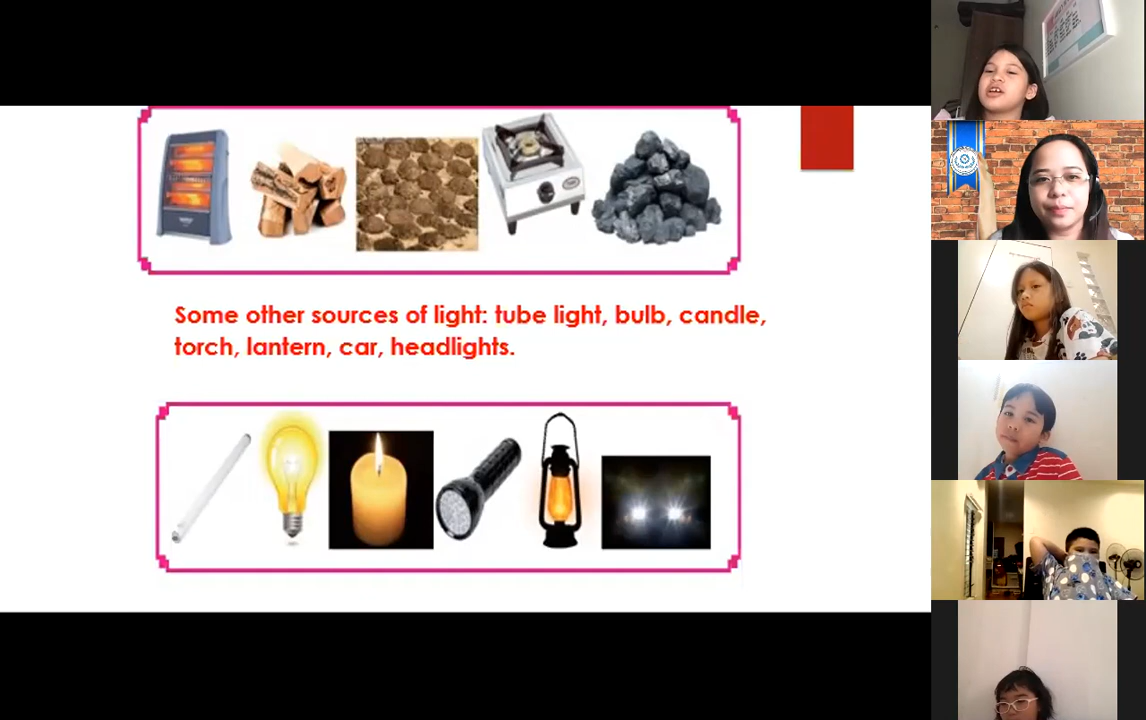 Some other sources of light: tube light, bulb, candle,
torch, lantern, car, headlights.